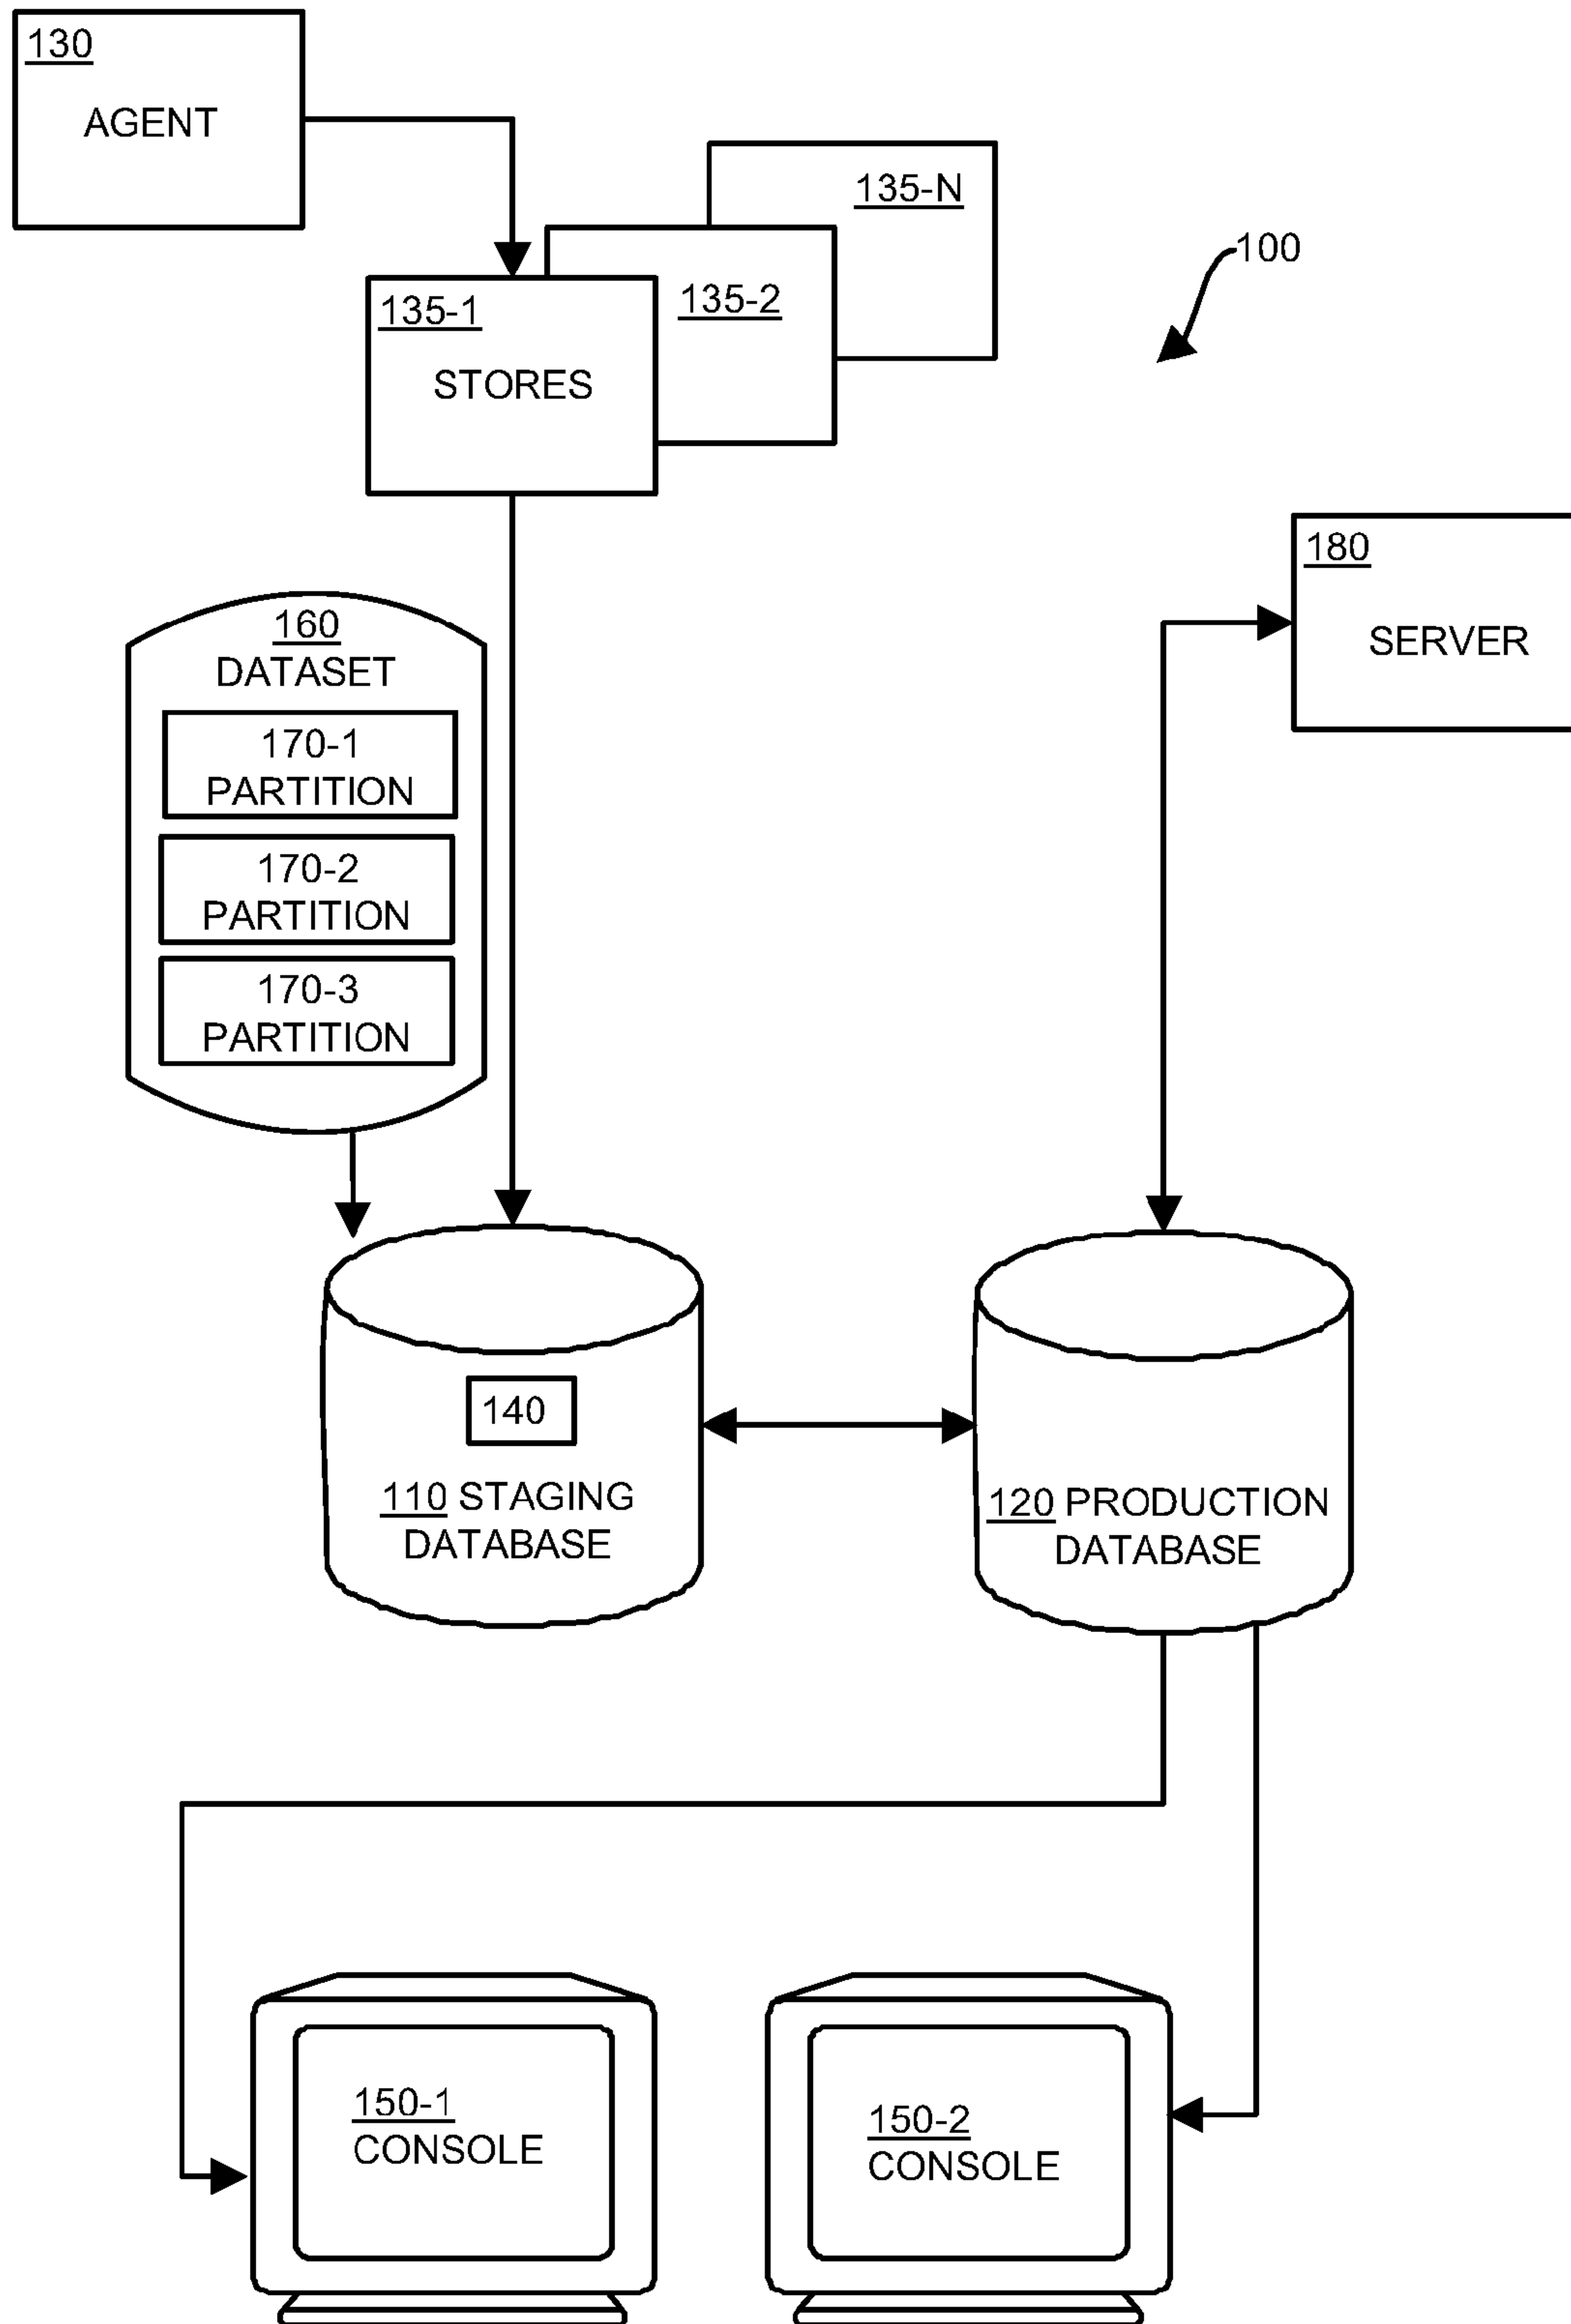 130
AGENT
135-N
100
135-2
135-1
STORES
180
SERVER
160
DATASET
170-1
PARTITION
170-2
PARTITION
170-3
PARTITION
140
110 STAGING
DATABASE
120 PRODUCTION
DATABASE
150-1
CONSOLE
150-2
CONSOLE